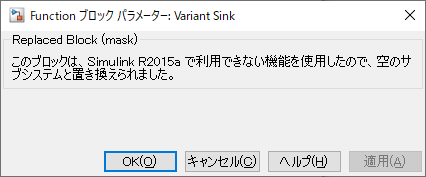 Function ブロック パラメーター: Variant Sink
Replaced Block (mask)
このブロックは、Simulink R2015a で利用できない機能を使用したので、空のサ
ブシステムと置き換えられました。
OK(O) キャンセル(C) ヘルプ(H) 適用(A)